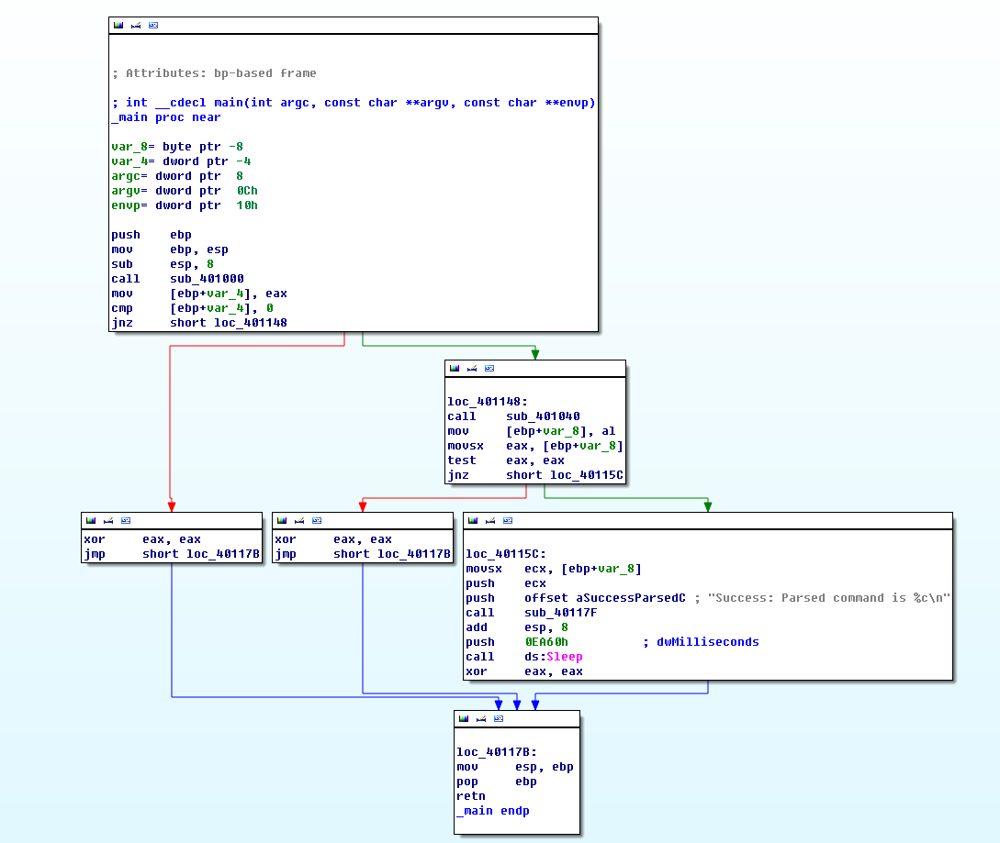 ; Attributes: bp-based frame
; int __cdecl main(int argc, const char **argv, const char **envp)
_main proc near
var_8= byte ptr -8
var_4= dword ptr -4
argc= dword ptr  8
argv= dword ptr  0Ch
envp= dword ptr  10h
push    ebp
mov     ebp, esp
sub     esp, 8
call    sub_401000
mov     [ebp+var_4], eax
cmp     [ebp+var_4], 0
jnz     short loc_401148
loc_401148:
call    sub_401040
mov     [ebp+var_8], al
movsx   eax, [ebp+var_8]
test    eax, eax
jnz     short loc_40115C
xor     eax, eax
jmp     short loc_40117B
xor     eax, eax
jmp     short loc_40117B
loc_40115C:
movsx   ecx, [ebp+var_8]
push    ecx
push    offset aSuccessParsedC ; "Success: Parsed command is %c\n"
call    sub_40117F
add     esp, 8
push    0EA60h          ; dwMilliseconds
call    ds:Sleep
xor     eax, eax
loc_40117B:
mov     esp, ebp
pop     ebp
retn
_main endp